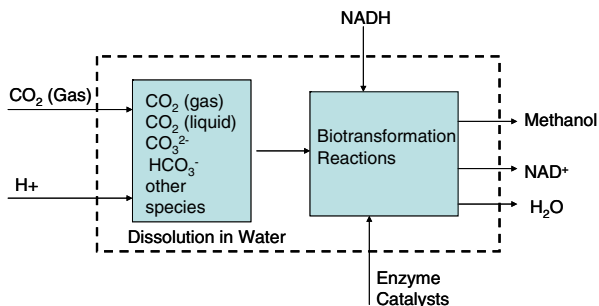 NADH
CO₂ (Gas)
H+
CO₂ (gas)
CO₂ (liquid)
CO₃²⁻
HCO₃⁻
other
species
Dissolution in Water
Biotransformation
Reactions
Methanol
NAD⁺
H₂O
Enzyme
Catalysts